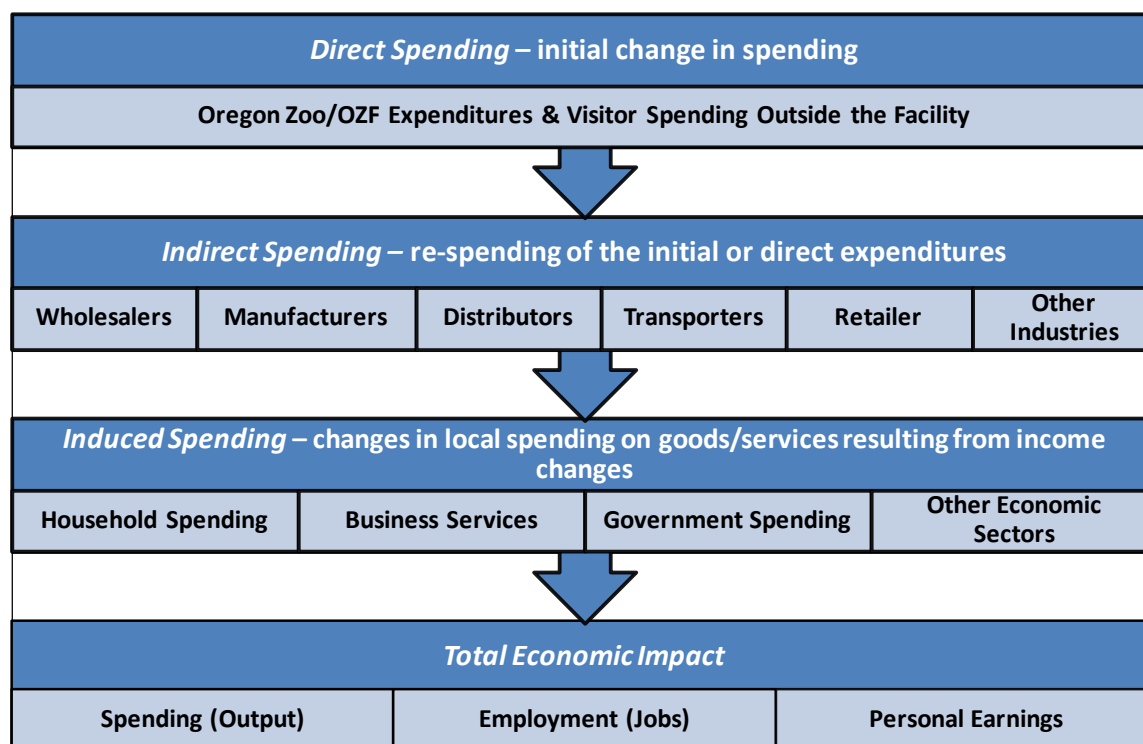 Direct Spending – initial change in spending
Oregon Zoo/OZF Expenditures & Visitor Spending Outside the Facility
Indirect Spending – re-spending of the initial or direct expenditures
Wholesalers Manufacturers Distributors Transporters Retailer Other
Industries
Induced Spending – changes in local spending on goods/services resulting from income
changes
Household Spending Business Services Government Spending Other Economic
Sectors
Total Economic Impact
Spending (Output) Employment (Jobs) Personal Earnings